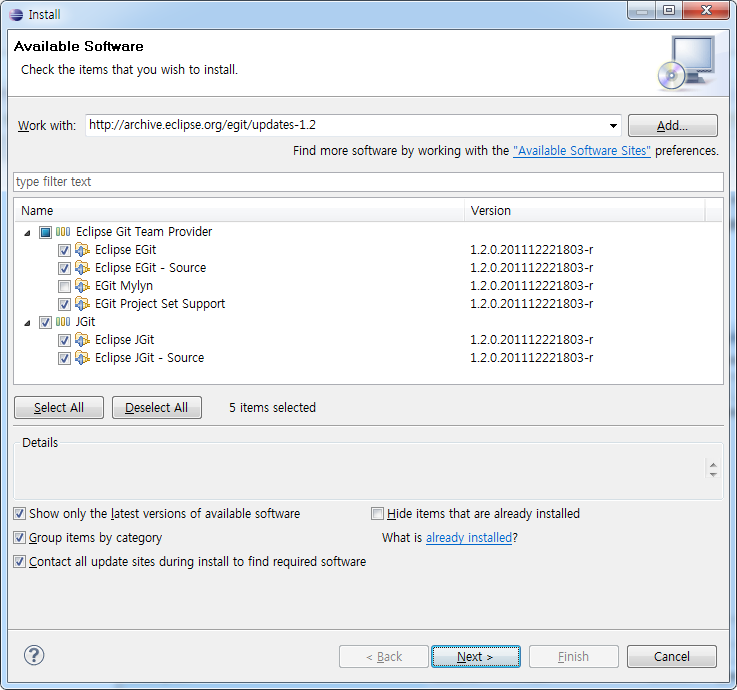 Install
Available Software
Check the items that you wish to install.
Work with: http://archive.eclipse.org/egit/updates-1.2 Add...
Find more software by working with the "Available Software Sites" preferences.
type filter text
Name Version
Eclipse Git Team Provider
Eclipse EGit 1.2.0.201112221803-r
Eclipse EGit - Source 1.2.0.201112221803-r
EGit Mylyn 1.2.0.201112221803-r
EGit Project Set Support 1.2.0.201112221803-r
JGit
Eclipse JGit 1.2.0.201112221803-r
Eclipse JGit - Source 1.2.0.201112221803-r
Select All Deselect All 5 items selected
Details
Show only the latest versions of available software Hide items that are already installed
Group items by category What is already installed?
Contact all update sites during install to find required software
? < Back Next > Finish Cancel